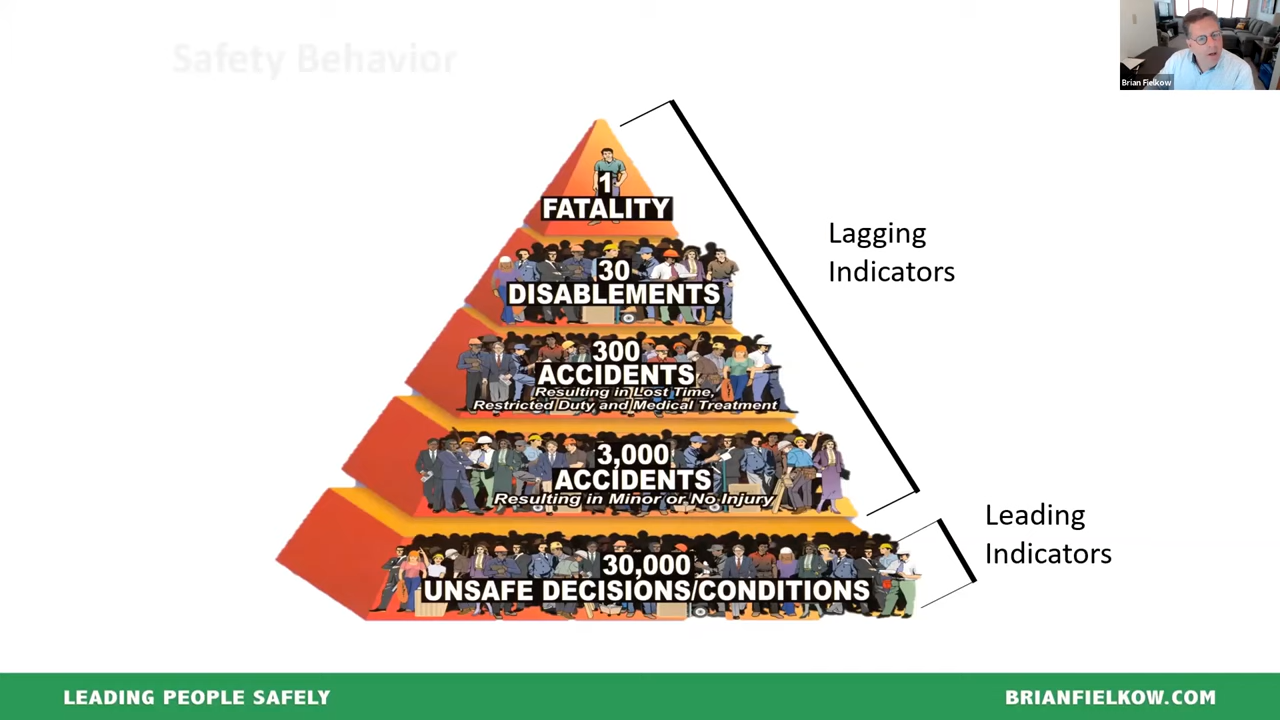 Safety Behavior
Brian Fielkow
1
FATALITY
30
DISABLEMENTS
300
ACCIDENTS
Resulting in Lost Time,
Restricted Duty and Medical Treatment
3,000
ACCIDENTS
Resulting in Minor or No Injury
30,000
UNSAFE DECISIONS/CONDITIONS
Lagging
Indicators
Leading
Indicators
LEADING PEOPLE SAFELY
BRIANFIELKOW.COM